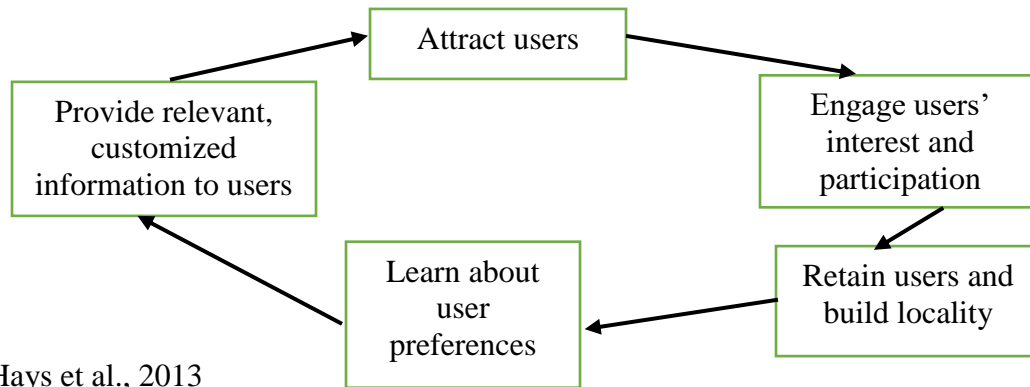 Attract users
Engage users’
interest and
participation
Retain users and
build locality
Learn about
user
preferences
Provide relevant,
customized
information to users
Hays et al., 2013